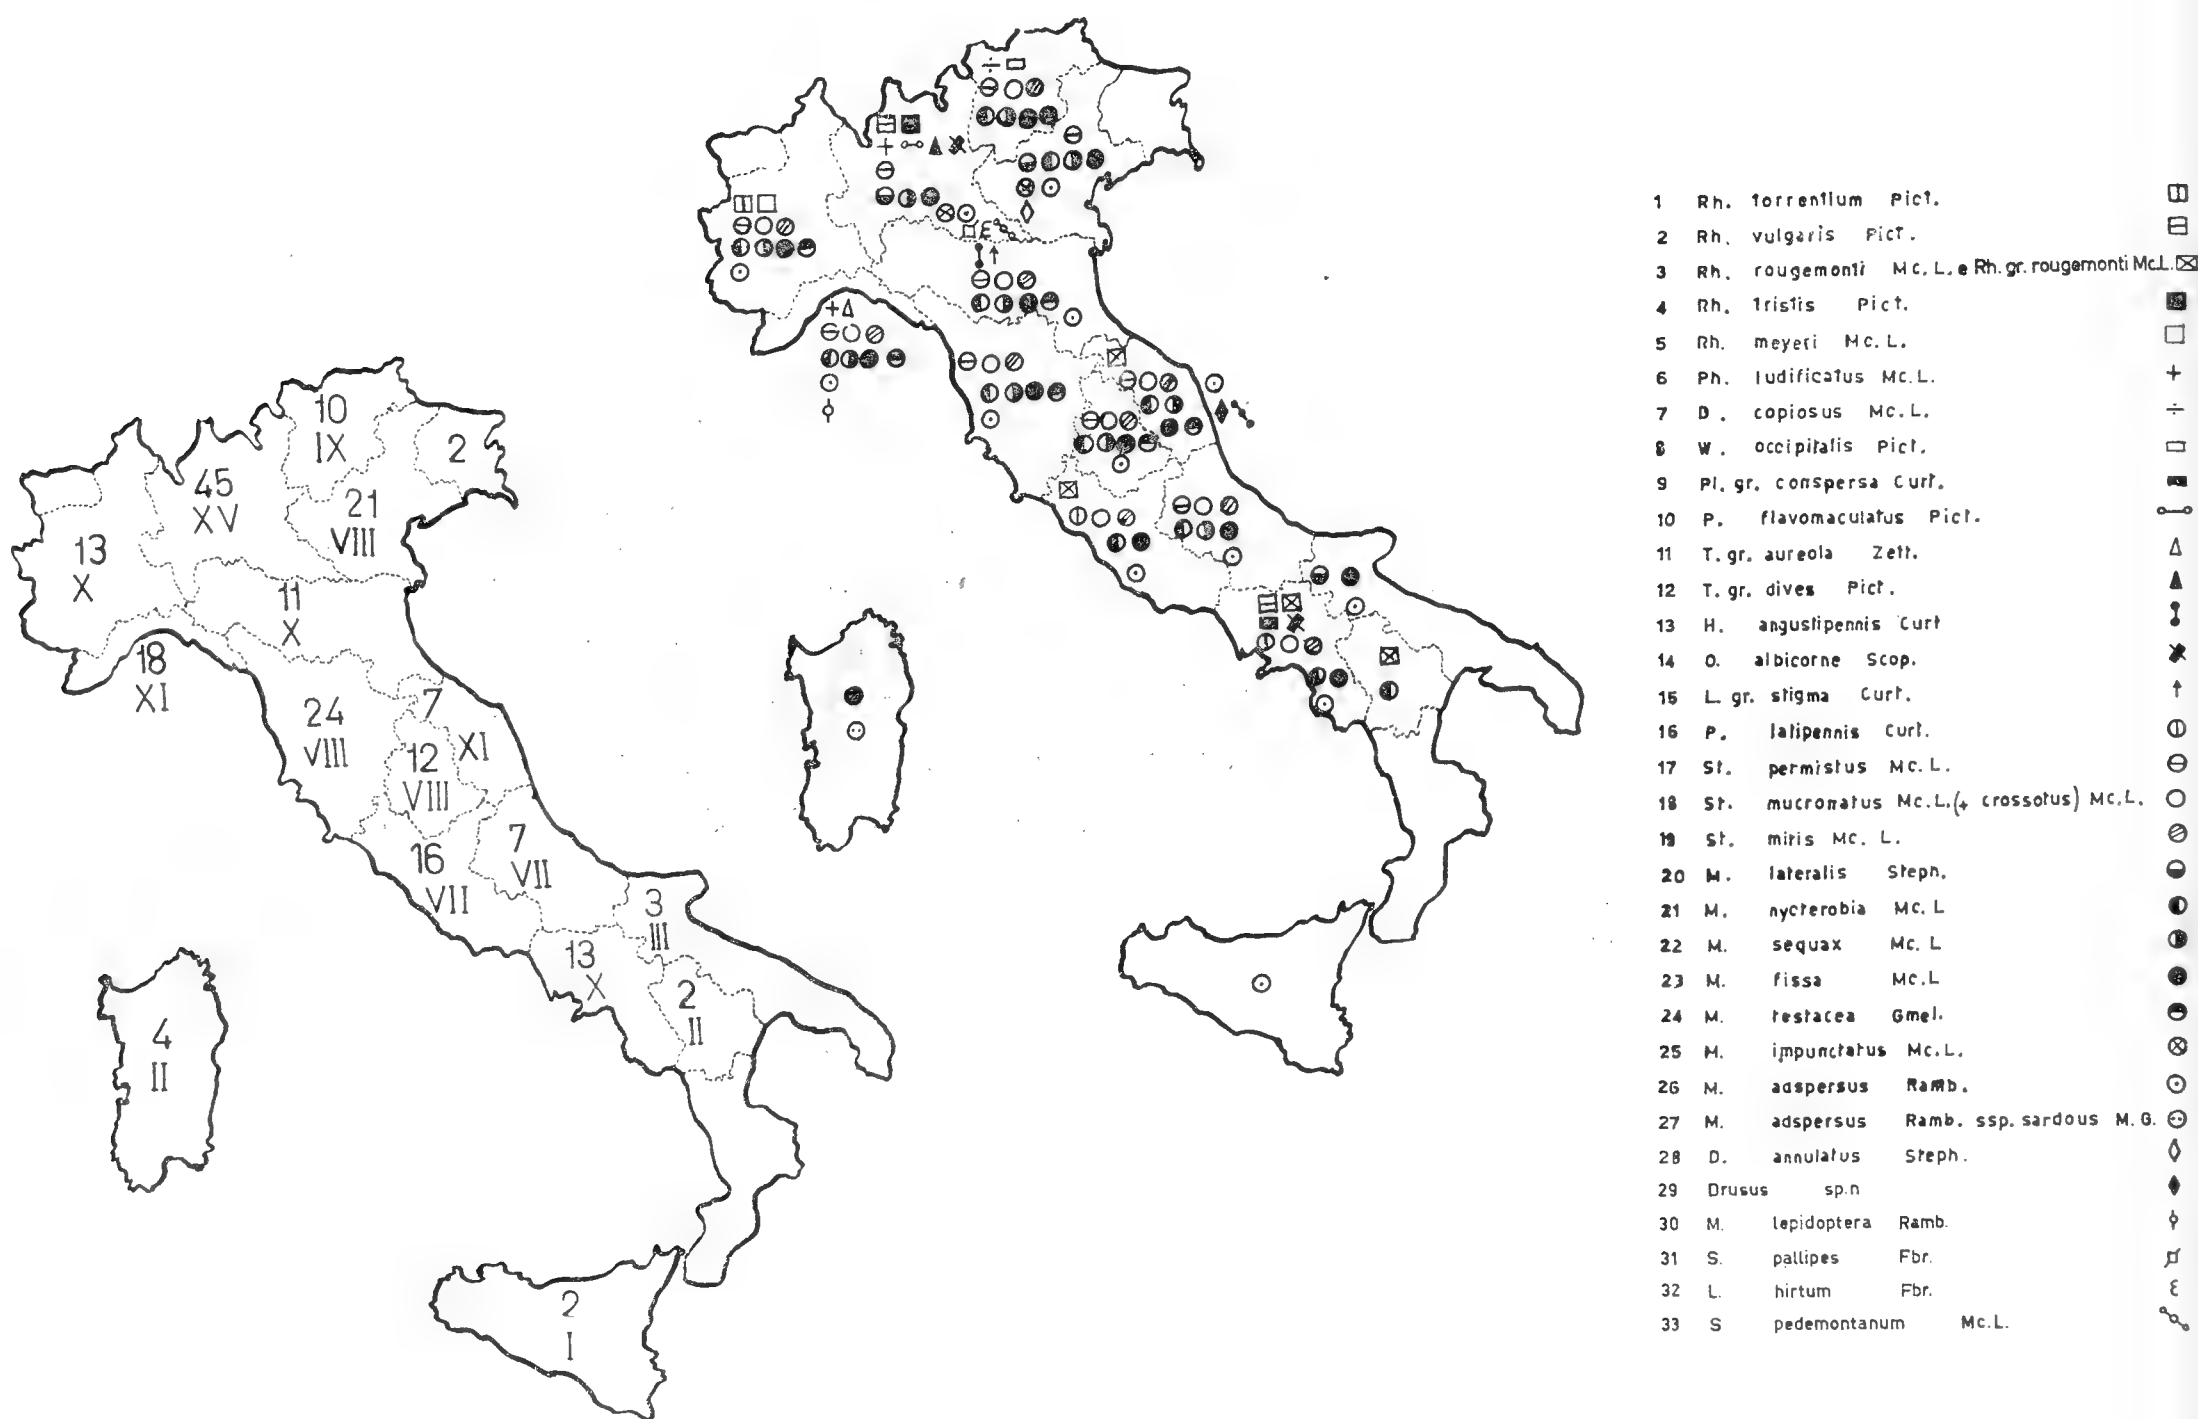 10
IX
2
45
XV
21
VIII
13
X
11
X
18
XI
24
VIII
7
XI
12
VIII
16
VII
7
VII
3
III
13
X
2
II
4
II
2
I
1 Rh. torrentium Pict.
2 Rh. vulgaris Pict.
3 Rh. rougemonti Mc.L. e Rh. gr. rougemonti Mc.L.
4 Rh. tristis Pict.
5 Rh. meyeri Mc.L.
6 Ph. ludificatus Mc.L.
7 D. copiosus Mc.L.
8 W. occipitalis Pict.
9 Pl. gr. conspersa Curt.
10 P. flavomaculatus Pict.
11 T. gr. aureola Zett.
12 T. gr. dives Pict.
13 H. angustipennis Curt
14 O. albicorne Scop.
15 L. gr. stigma Curt.
16 P. latipennis Curt.
17 St. permistus Mc.L.
18 St. mucronatus Mc.L. (+ crossotus) Mc.L.
19 St. mitis Mc. L.
20 M. lateralis Steph.
21 M. nycterobia Mc. L
22 M. sequax Mc. L
23 M. fissa Mc.L
24 M. testacea Gmel.
25 M. impunctatus Mc.L.
26 M. adspersus Ramb.
27 M. adspersus Ramb. ssp. sardous M. G.
28 D. annulatus Steph.
29 Drusus sp.n
30 M. lepidoptera Ramb.
31 S. pallipes Fbr.
32 L. hirtum Fbr.
33 S pedemontanum Mc.L.